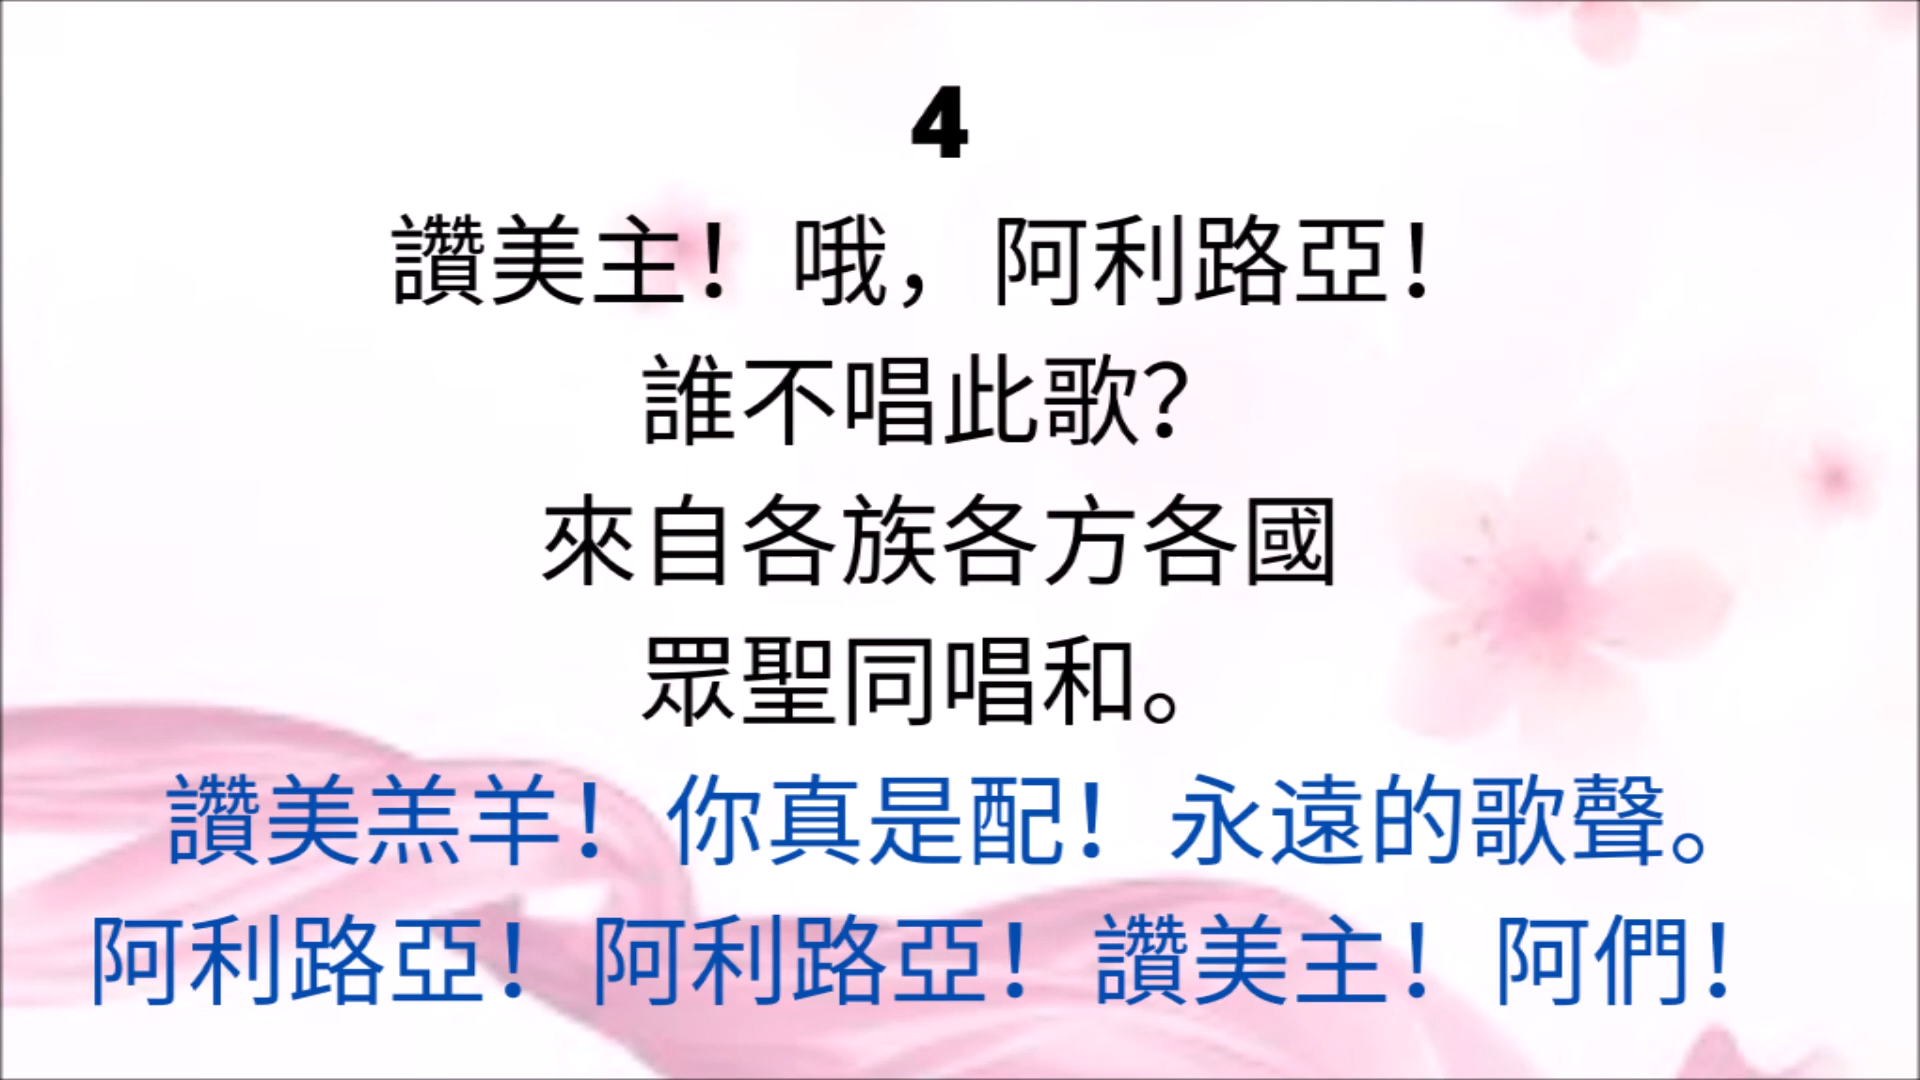 4
讚美主！哦，阿利路亞！
誰不唱此歌？
來自各族各方各國
眾聖同唱和。
讚美羔羊！你真是配！永遠的歌聲。
阿利路亞！阿利路亞！讚美主！阿們！